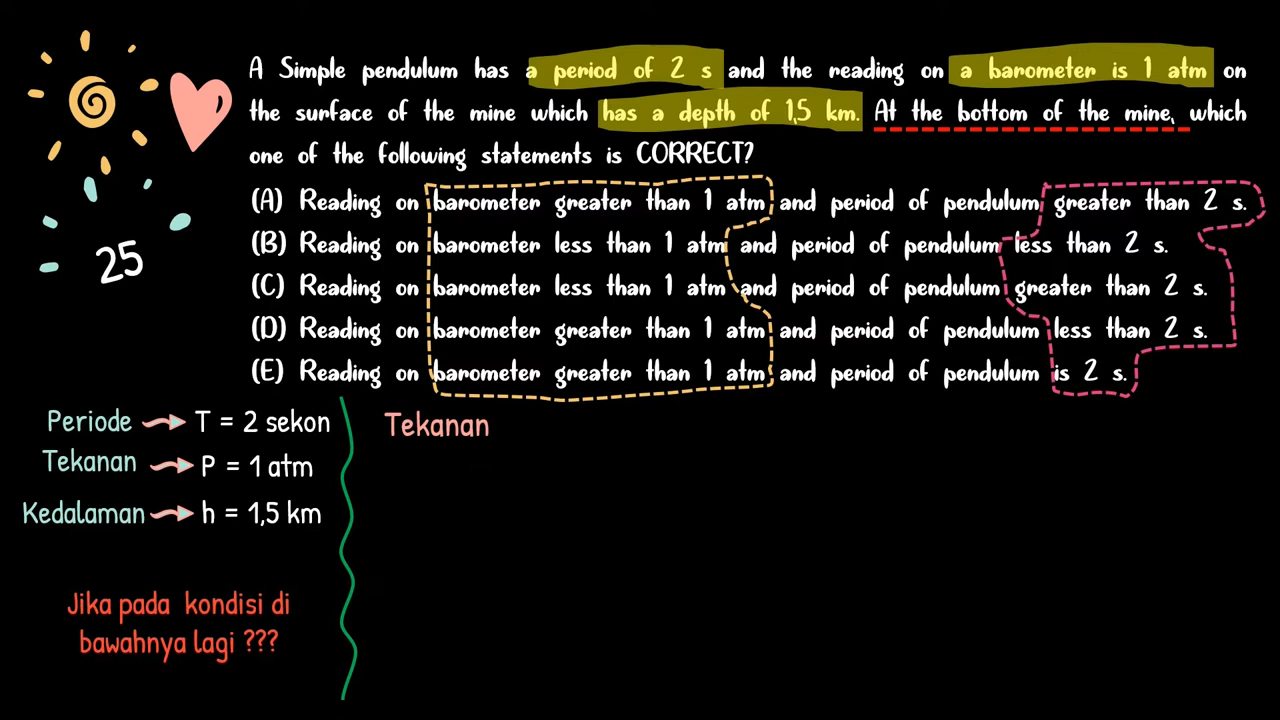 A Simple pendulum has a period of 2 s and the reading on a barometer is 1 atm on
the surface of the mine which has a depth of 1,5 km. At the bottom of the mine, which
one of the following statements is CORRECT?
(A) Reading on barometer greater than 1 atm and period of pendulum greater than 2 s.
(B) Reading on barometer less than 1 atm and period of pendulum less than 2 s.
(C) Reading on barometer less than 1 atm and period of pendulum greater than 2 s.
(D) Reading on barometer greater than 1 atm and period of pendulum less than 2 s.
(E) Reading on barometer greater than 1 atm and period of pendulum is 2 s.
25
Periode T = 2 sekon
Tekanan P = 1 atm
Kedalaman h = 1,5 km
Jika pada kondisi di
bawahnya lagi ???
Tekanan